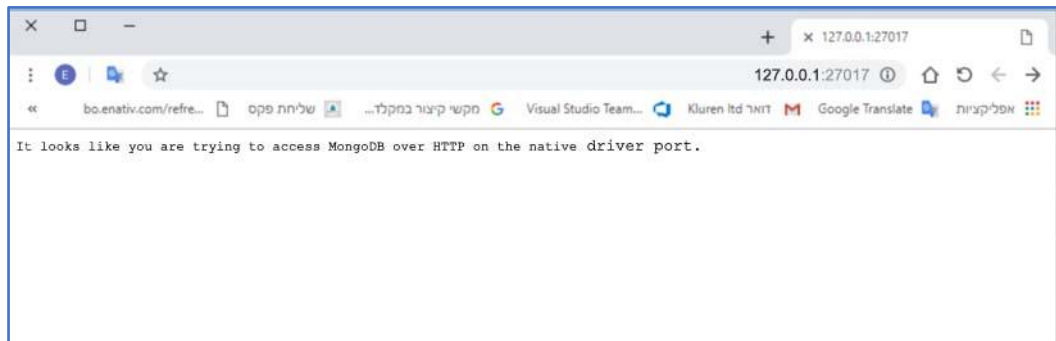 127.0.0.1:27017
127.0.0.1:27017
E
אפליקציות Google Translate דואר Kluren ltd Visual Studio Team... מקשי קיצור במקלד... שליחת פקס bo.enativ.com/refre...
It looks like you are trying to access MongoDB over HTTP on the native driver port.